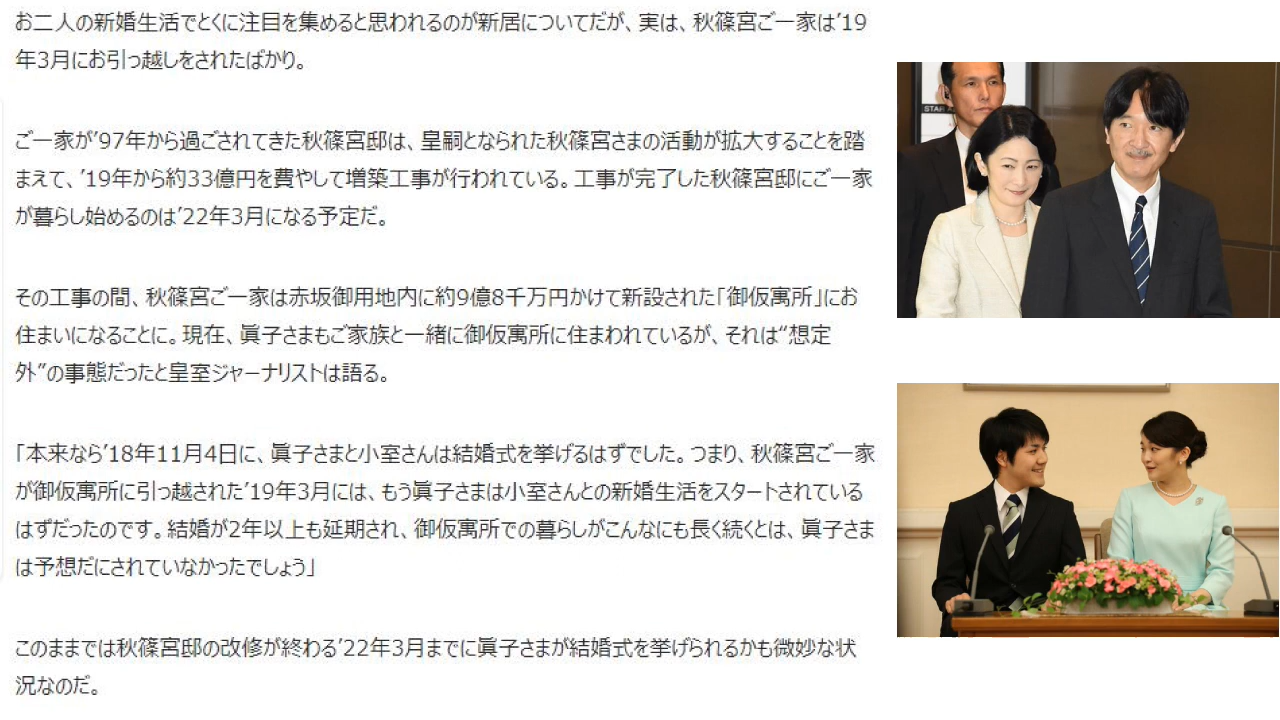 お二人の新婚生活でとくに注目を集めると思われるのが新居についてだが、実は、秋篠宮ご一家は’19
年3月にお引っ越しをされたばかり。
ご一家が’97年から過ごされてきた秋篠宮邸は、皇嗣となられた秋篠宮さまの活動が拡大することを踏
まえて、’19年から約33億円を費やして増築工事が行われている。工事が完了した秋篠宮邸にご一家
が暮らし始めるのは’22年3月になる予定だ。
その工事の間、秋篠宮ご一家は赤坂御用地内に約9億8千万円かけて新設された「御仮寓所」にお
住まいになることに。現在、眞子さまもご家族と一緒に御仮寓所に住まわれているが、それは“想定
外”の事態だったと皇室ジャーナリストは語る。
「本来なら’18年11月4日に、眞子さまと小室さんは結婚式を挙げるはずでした。つまり、秋篠宮ご一家
が御仮寓所に引っ越された’19年3月には、もう眞子さまは小室さんとの新婚生活をスタートされている
はずだったのです。結婚が2年以上も延期され、御仮寓所での暮らしがこんなにも長く続くとは、眞子さま
は予想だにされていなかったでしょう」
このままでは秋篠宮邸の改修が終わる’22年3月までに眞子さまが結婚式を挙げられるかも微妙な状
況なのだ。
STAR